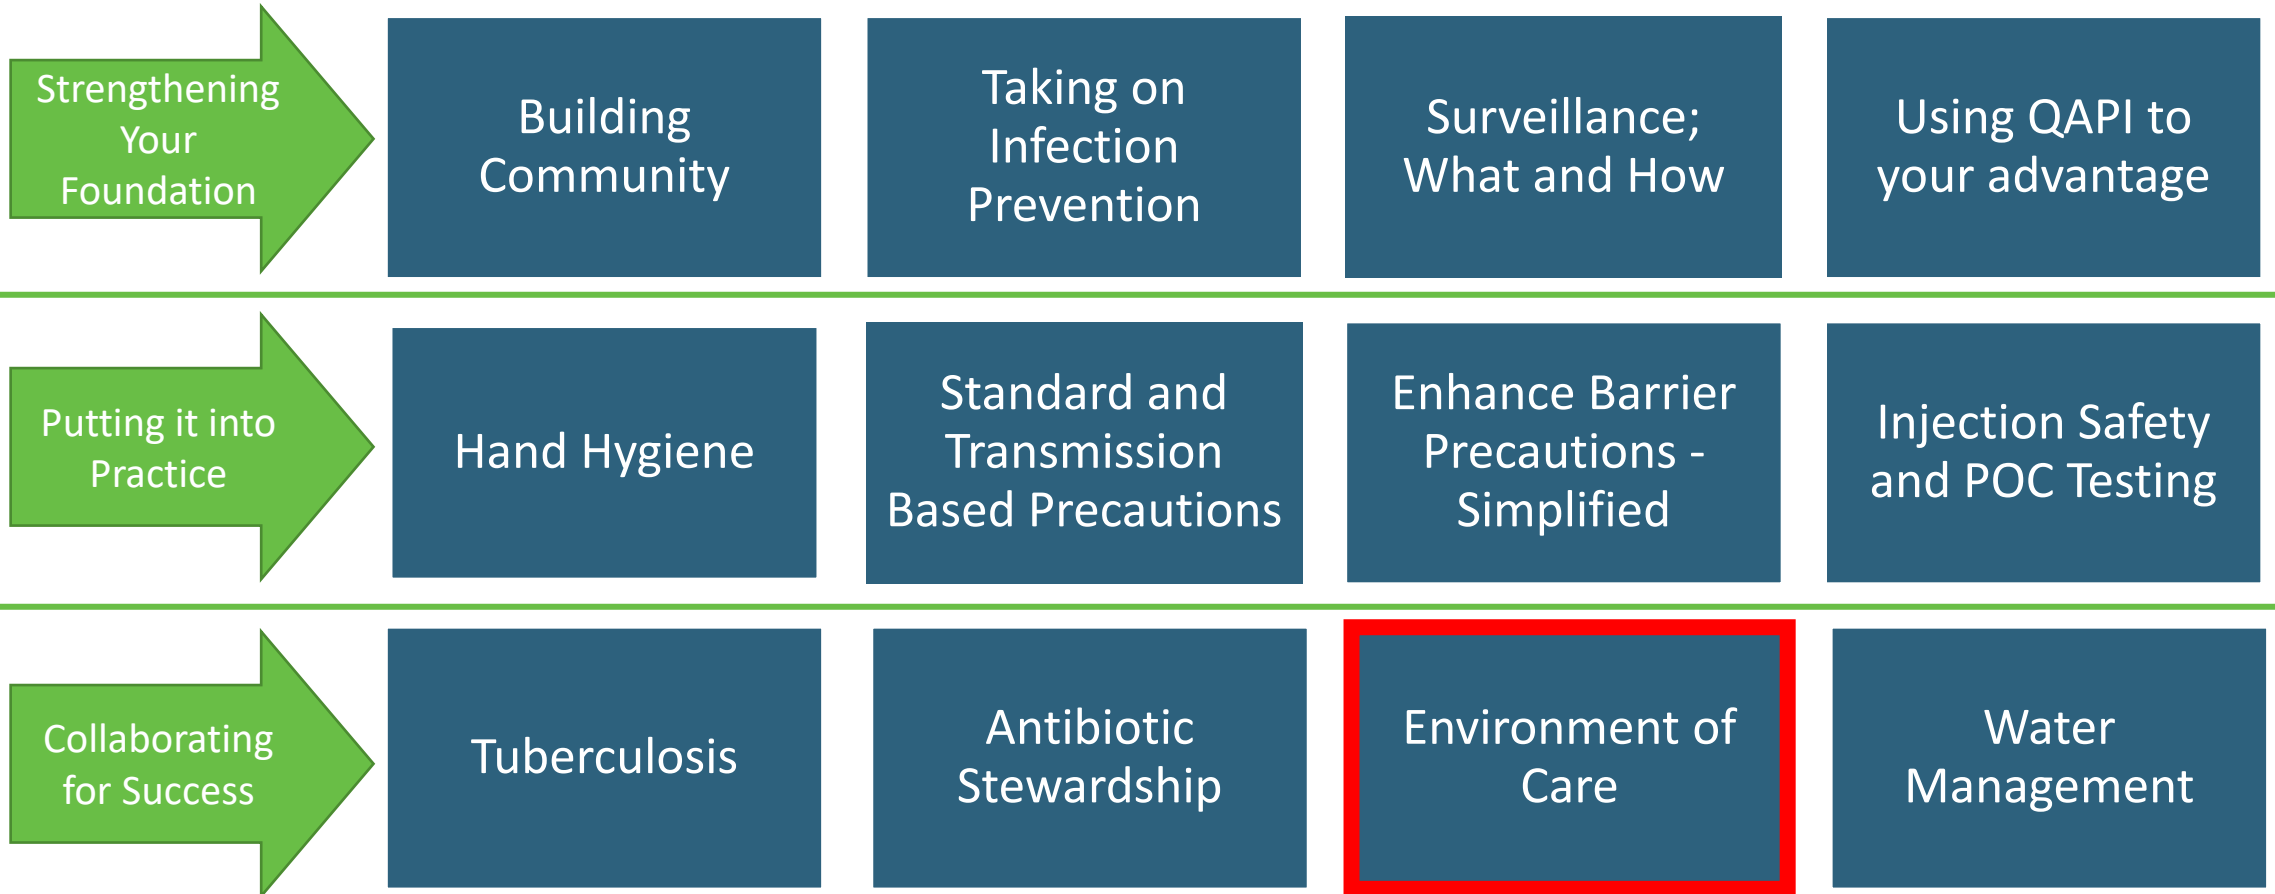 Strengthening
Your
Foundation
Building
Community
Taking on
Infection
Prevention
Surveillance;
What and How
Using QAPI to
your advantage
Putting it into
Practice
Hand Hygiene
Standard and
Transmission
Based Precautions
Enhance Barrier
Precautions -
Simplified
Injection Safety
and POC Testing
Collaborating
for Success
Tuberculosis
Antibiotic
Stewardship
Environment of
Care
Water
Management